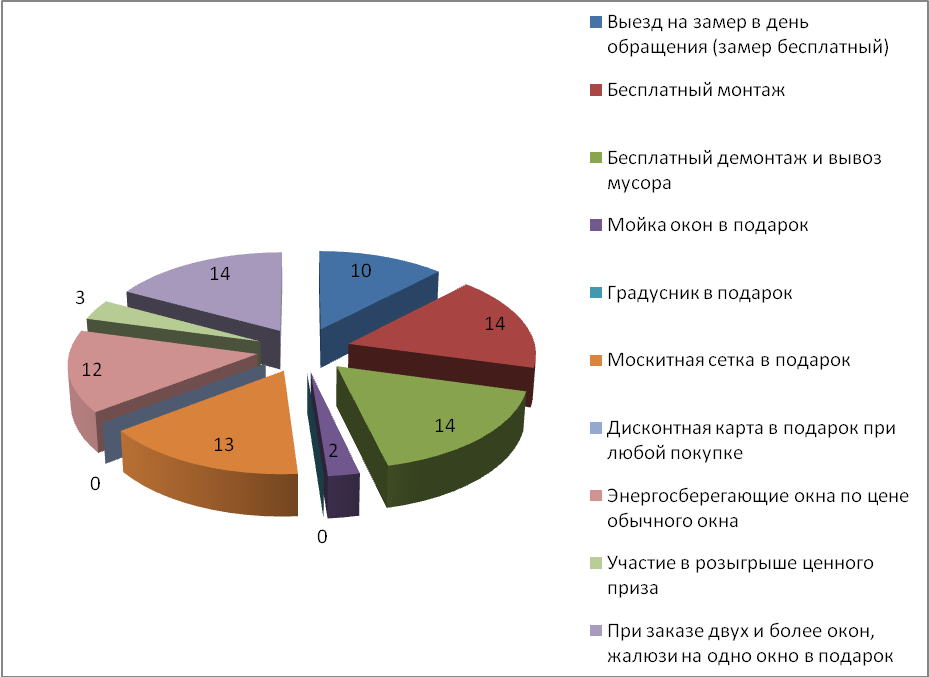 Выезд на замер в день
обращения (замер бесплатный)
Бесплатный монтаж
Бесплатный демонтаж и вывоз
мусора
Мойка окон в подарок
Градусник в подарок
Москитная сетка в подарок
Дисконтная карта в подарок при
любой покупке
Энергосберегающие окна по цене
обычного окна
Участие в розыгрыше ценного
приза
При заказе двух и более окон,
жалюзи на одно окно в подарок
10
14
14
2
0
13
0
12
3
14